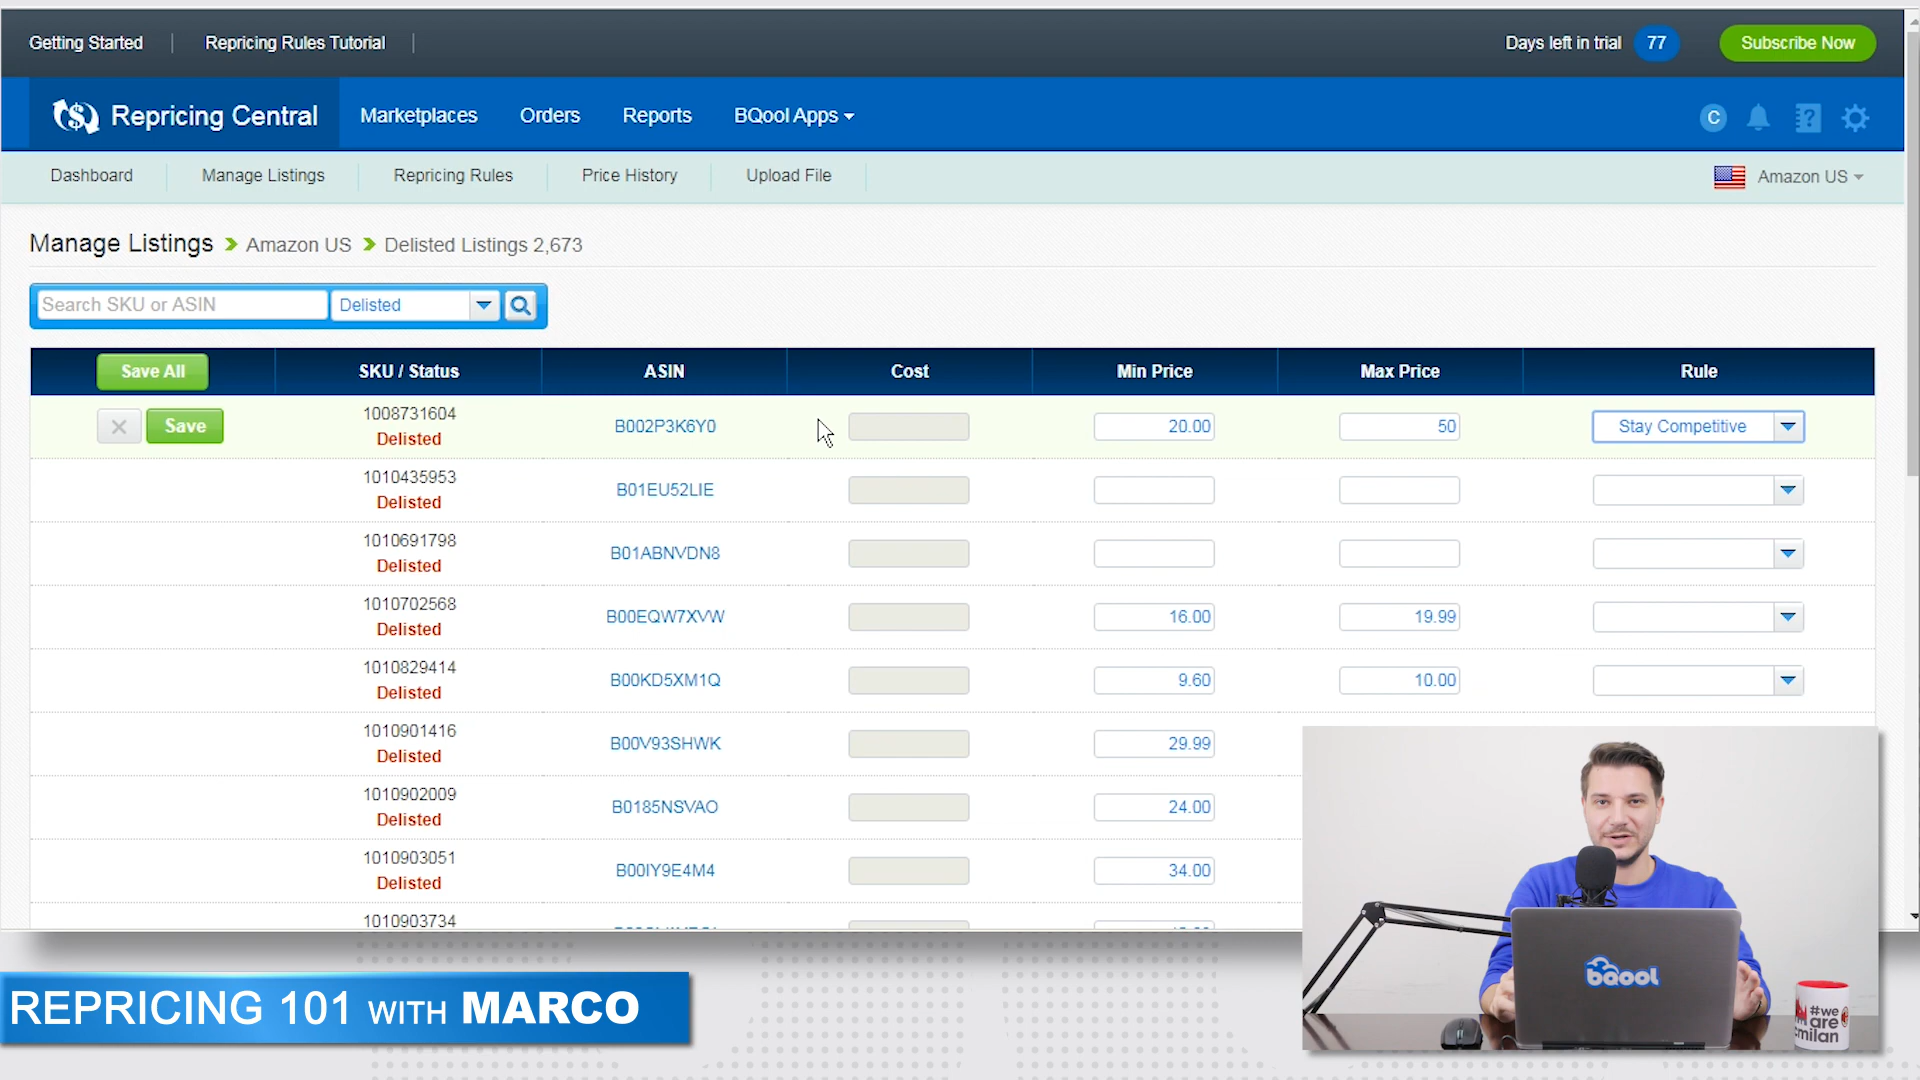 Getting Started
Repricing Rules Tutorial
Days left in trial 77
Subscribe Now
Repricing Central
Marketplaces
Orders
Reports
BQool Apps
C
?
Dashboard
Manage Listings
Repricing Rules
Price History
Upload File
Amazon US
Manage Listings > Amazon US > Delisted Listings 2,673
Search SKU or ASIN
Delisted
Save All SKU / Status ASIN Cost Min Price Max Price Rule
Save 1008731604 B002P3K6Y0 20.00 50 Stay Competitive
Delisted
1010435953 B01EU52LIE
Delisted
1010691798 B01ABNVDN8
Delisted
1010702568 B00EQW7XVW 16.00 19.99
Delisted
1010829414 B00KD5XM1Q 9.60 10.00
Delisted
1010901416 B00V93SHWK 29.99
Delisted
1010902009 B0185NSVAO 24.00
Delisted
1010903051 B00IY9E4M4 34.00
Delisted
1010903734
REPRICING 101 WITH MARCO
bqool
#we
are
milan